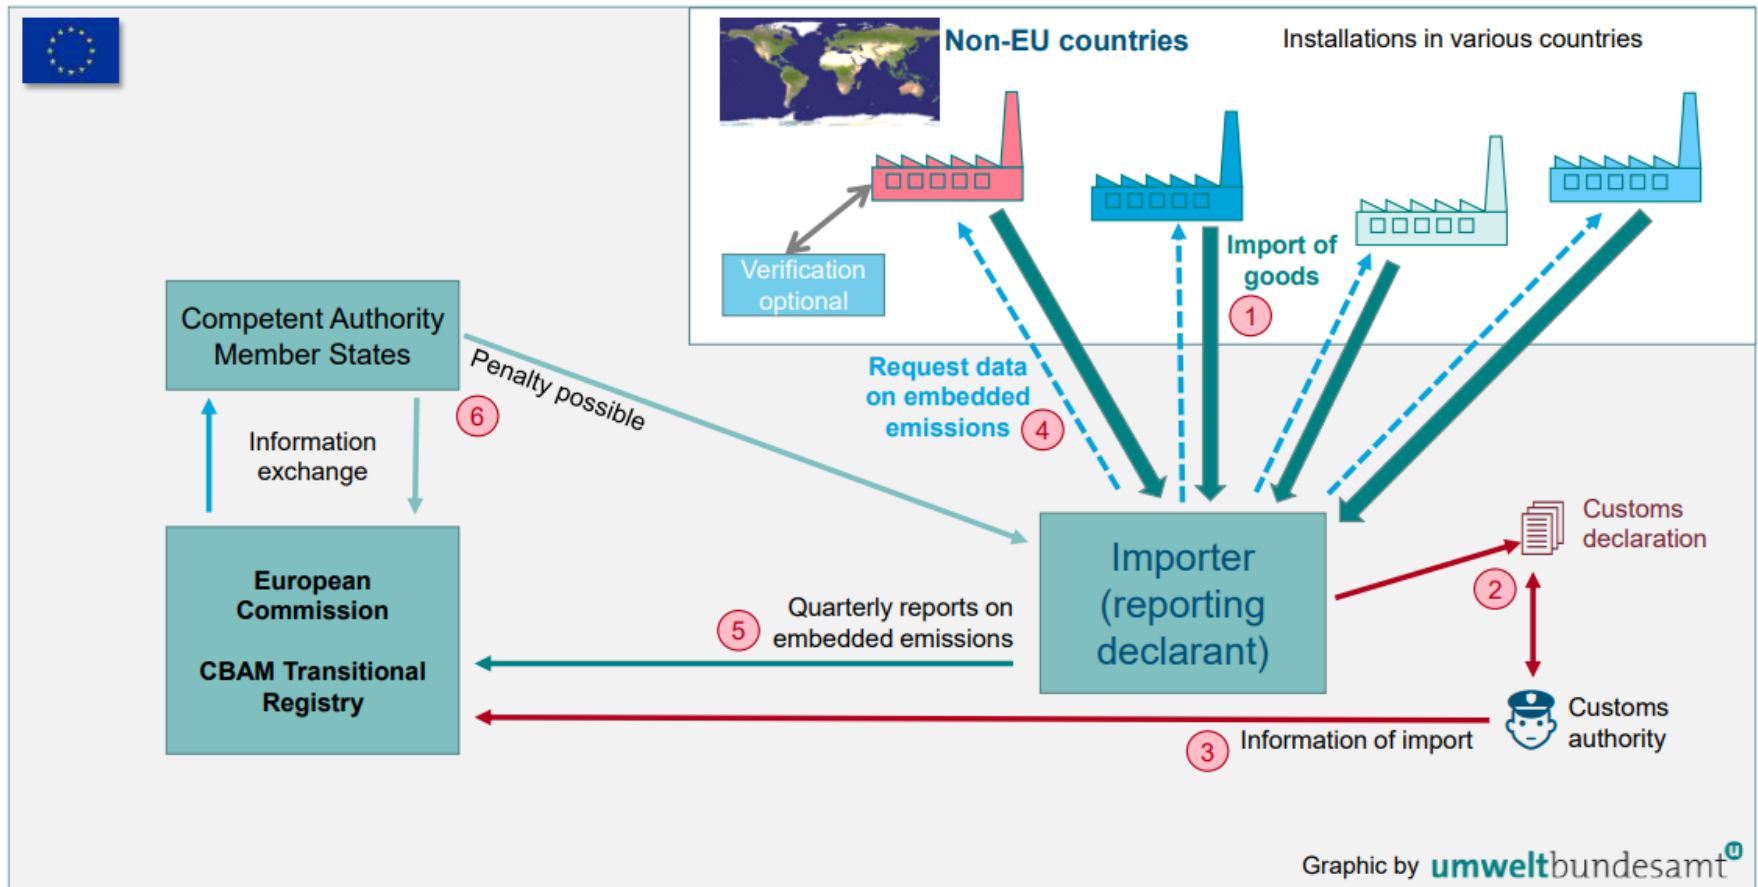 Non-EU countries
Installations in various countries
Verification
optional
Import of
goods
1
Competent Authority
Member States
Penalty possible
6
Request data
on embedded
emissions
4
Information
exchange
European
Commission
CBAM Transitional
Registry
Importer
(reporting
declarant)
Customs
declaration
2
5
Quarterly reports on
embedded emissions
Customs
authority
3
Information of import
Graphic by umweltbundesamt
u